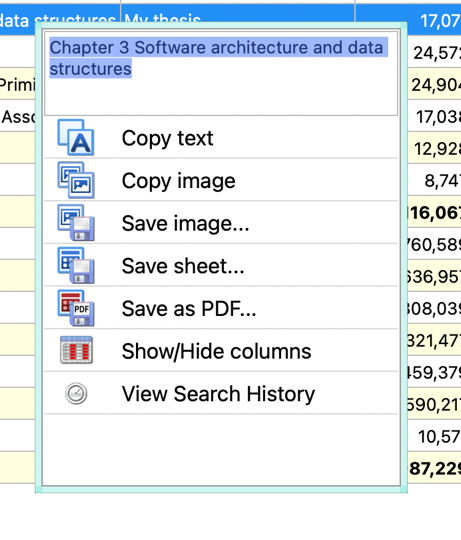 data structures My thesis 17,07
Chapter 3 Software architecture and data
structures
24,572
Primi 24,904
Asso 17,038
Copy text
12,928
Copy image
8,747
Save image...
116,067
760,589
Save sheet...
636,957
Save as PDF...
PDF
308,039
Show/Hide columns
321,477
459,379
View Search History
590,217
10,57
87,229